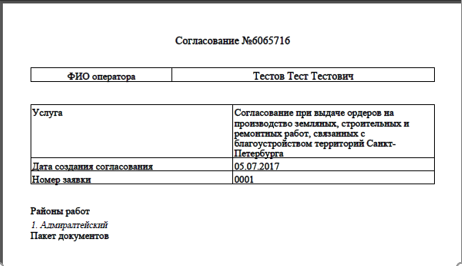 Согласование №6065716
ФИО оператора Тестов Тест Тестович
Услуга Согласование при выдаче ордеров на
производство земляных, строительных и
ремонтных работ, связанных с
благоустройством территорий Санкт-
Петербурга
Дата создания согласования 05.07.2017
Номер заявки 0001
Районы работ
1. Адмиралтейский
Пакет документов